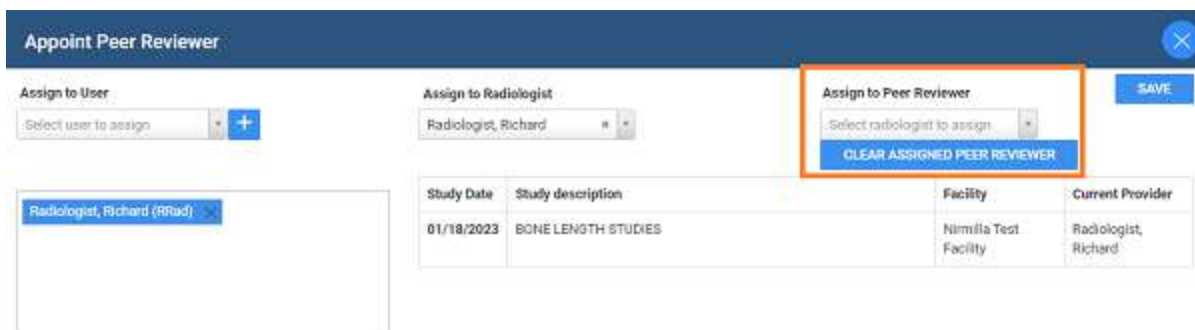 Appoint Peer Reviewer
Assign to User
Select user to assign
Assign to Radiologist
Radiologist, Richard
Assign to Peer Reviewer
Select radiologist to assign
SAVE
CLEAR ASSIGNED PEER REVIEWER
Radiologist, Richard (RRad)
Study Date Study description Facility Current Provider
01/18/2023 BONE LENGTH STUDIES Nirmilla Test Radiologist,
Facility Richard